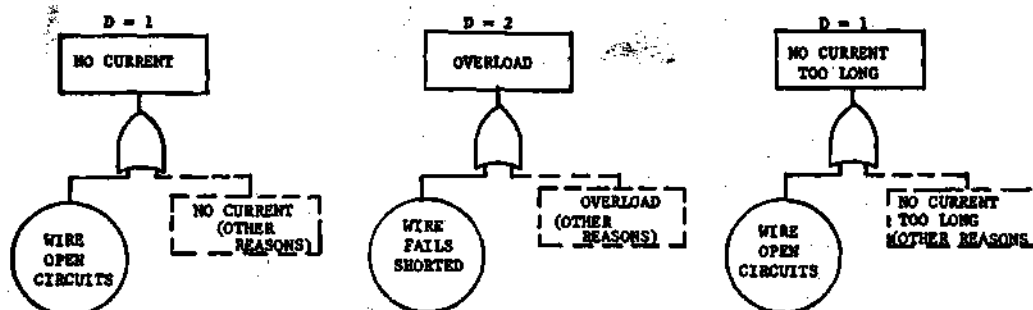 D = 1
NO CURRENT
WIRE
OPEN
CIRCUITS
NO CURRENT
(OTHER
REASONS)
D = 2
OVERLOAD
WIRE
FAILS
SHORTED
OVERLOAD
(OTHER
REASONS)
D = 1
NO CURRENT
TOO LONG
WIRE
OPEN
CIRCUITS
NO CURRENT
TOO LONG
(OTHER REASONS